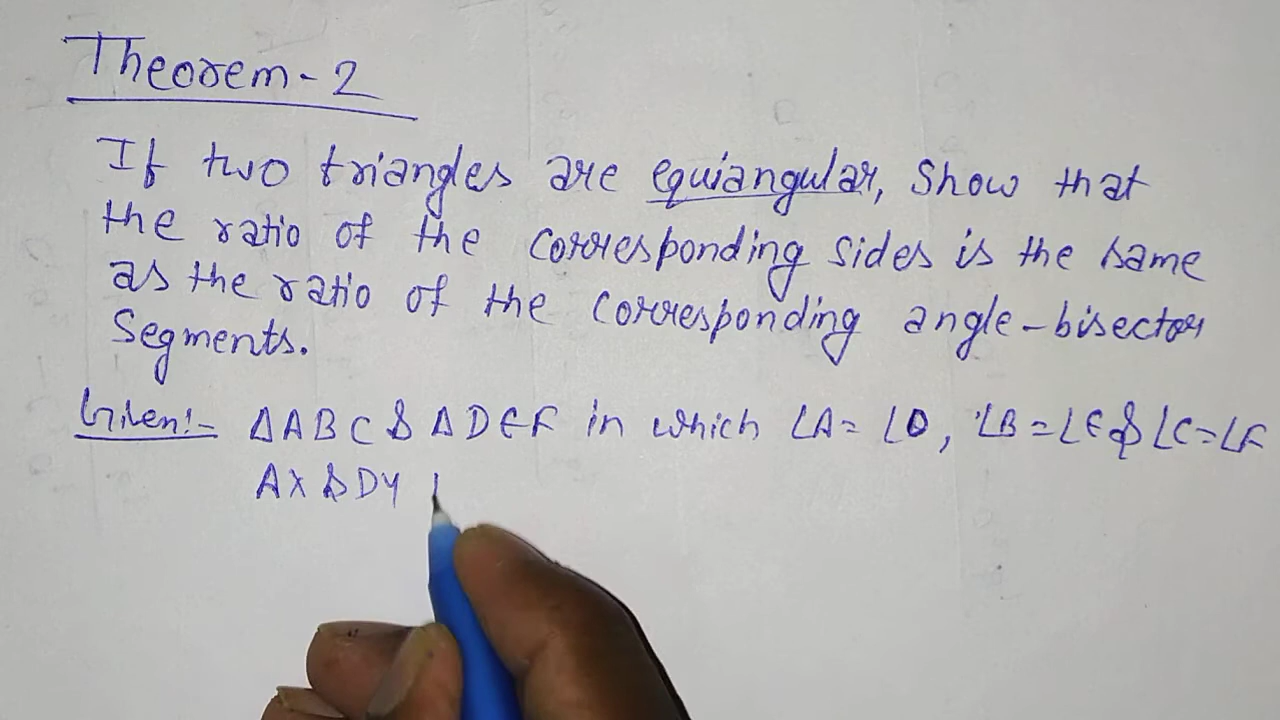 Theorem-2
If two triangles are equiangular, Show that
the ratio of the corresponding sides is the same
as the ratio of the corresponding angle-bisector
Segments.
Given:- ΔABC & ΔDEF in which ∠A= ∠D, ∠B=∠E & ∠C=∠F
AX & DY